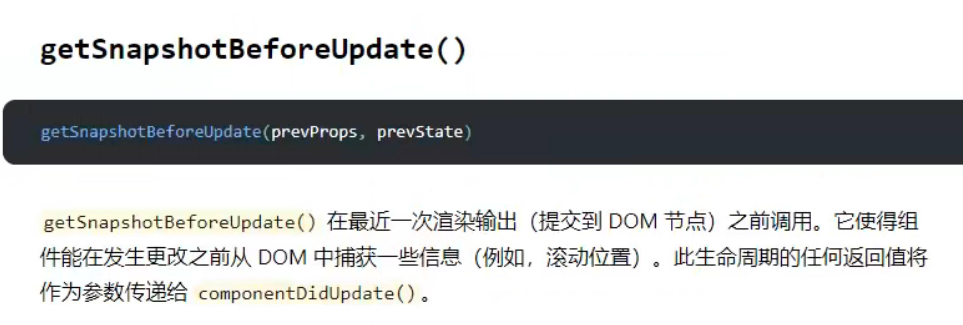 getSnapshotBeforeUpdate()
getSnapshotBeforeUpdate(prevProps, prevState)
getSnapshotBeforeUpdate() 在最近一次渲染输出（提交到 DOM 节点）之前调用。它使得组
件能在发生更改之前从 DOM 中捕获一些信息（例如，滚动位置）。此生命周期的任何返回值将
作为参数传递给 componentDidUpdate()。